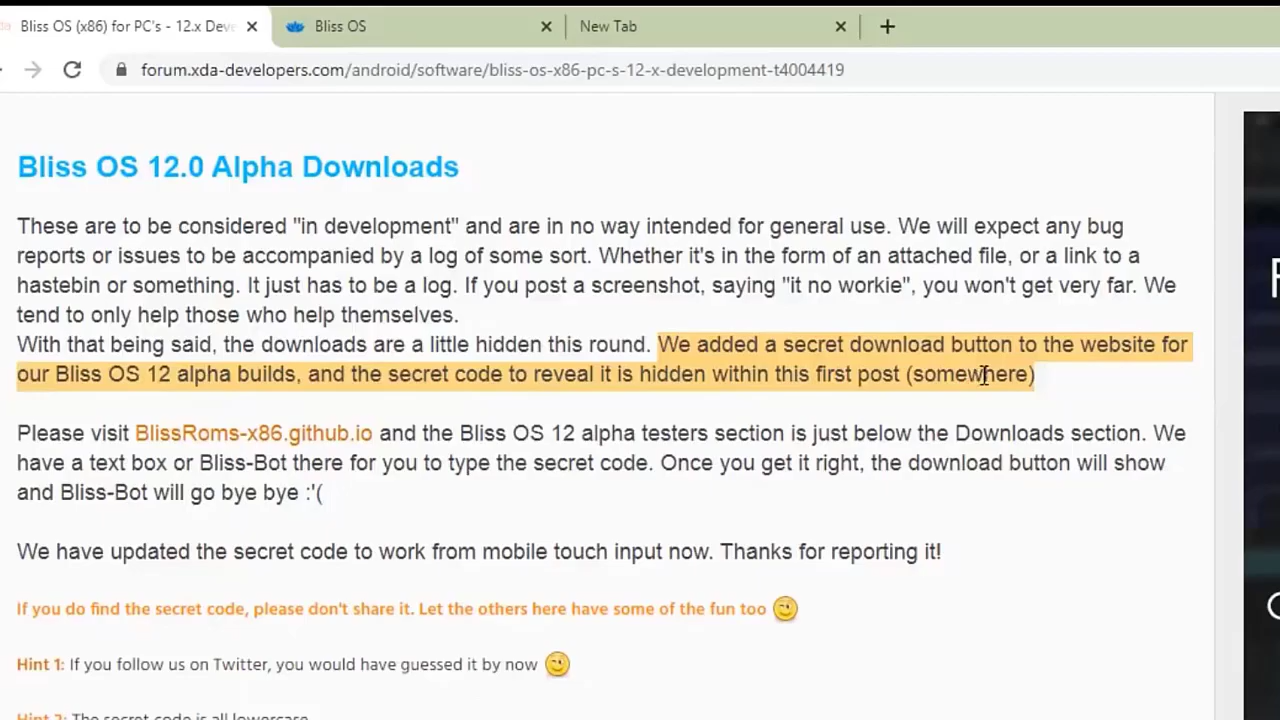 Bliss OS (x86) for PC's - 12.x Deve
Bliss OS
New Tab
forum.xda-developers.com/android/software/bliss-os-x86-pc-s-12-x-development-t4004419
Bliss OS 12.0 Alpha Downloads
These are to be considered "in development" and are in no way intended for general use. We will expect any bug
reports or issues to be accompanied by a log of some sort. Whether it's in the form of an attached file, or a link to a
hastebin or something. It just has to be a log. If you post a screenshot, saying "it no workie", you won't get very far. We
tend to only help those who help themselves.
With that being said, the downloads are a little hidden this round. We added a secret download button to the website for
our Bliss OS 12 alpha builds, and the secret code to reveal it is hidden within this first post (somewhere)
Please visit BlissRoms-x86.github.io and the Bliss OS 12 alpha testers section is just below the Downloads section. We
have a text box or Bliss-Bot there for you to type the secret code. Once you get it right, the download button will show
and Bliss-Bot will go bye bye :'(
We have updated the secret code to work from mobile touch input now. Thanks for reporting it!
If you do find the secret code, please don't share it. Let the others here have some of the fun too
Hint 1: If you follow us on Twitter, you would have guessed it by now
Hint 2: The secret code is all lowercase